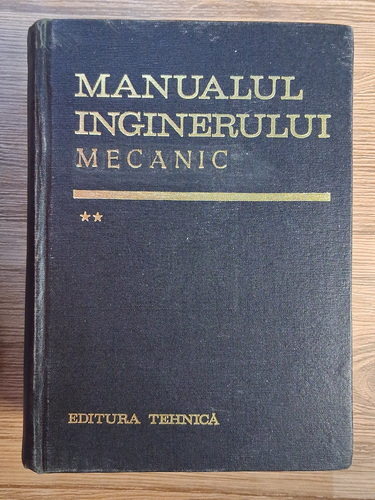 MANUALUL
INGINERULUI
MECANIC
**
EDITURA TEHNICĂ